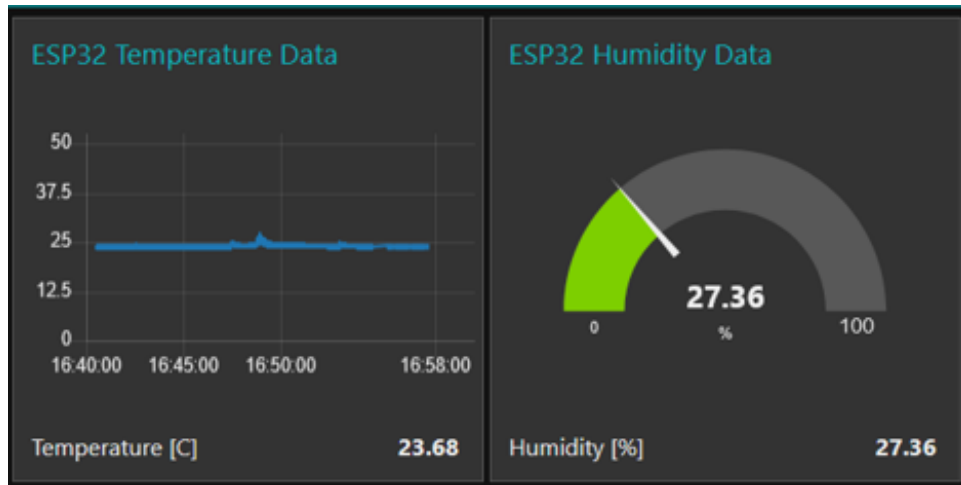 ESP32 Temperature Data
50
37.5
25
12.5
0
16:40:00 16:45:00 16:50:00 16:58:00
Temperature [C] 23.68
ESP32 Humidity Data
27.36
0 % 100
Humidity [%] 27.36